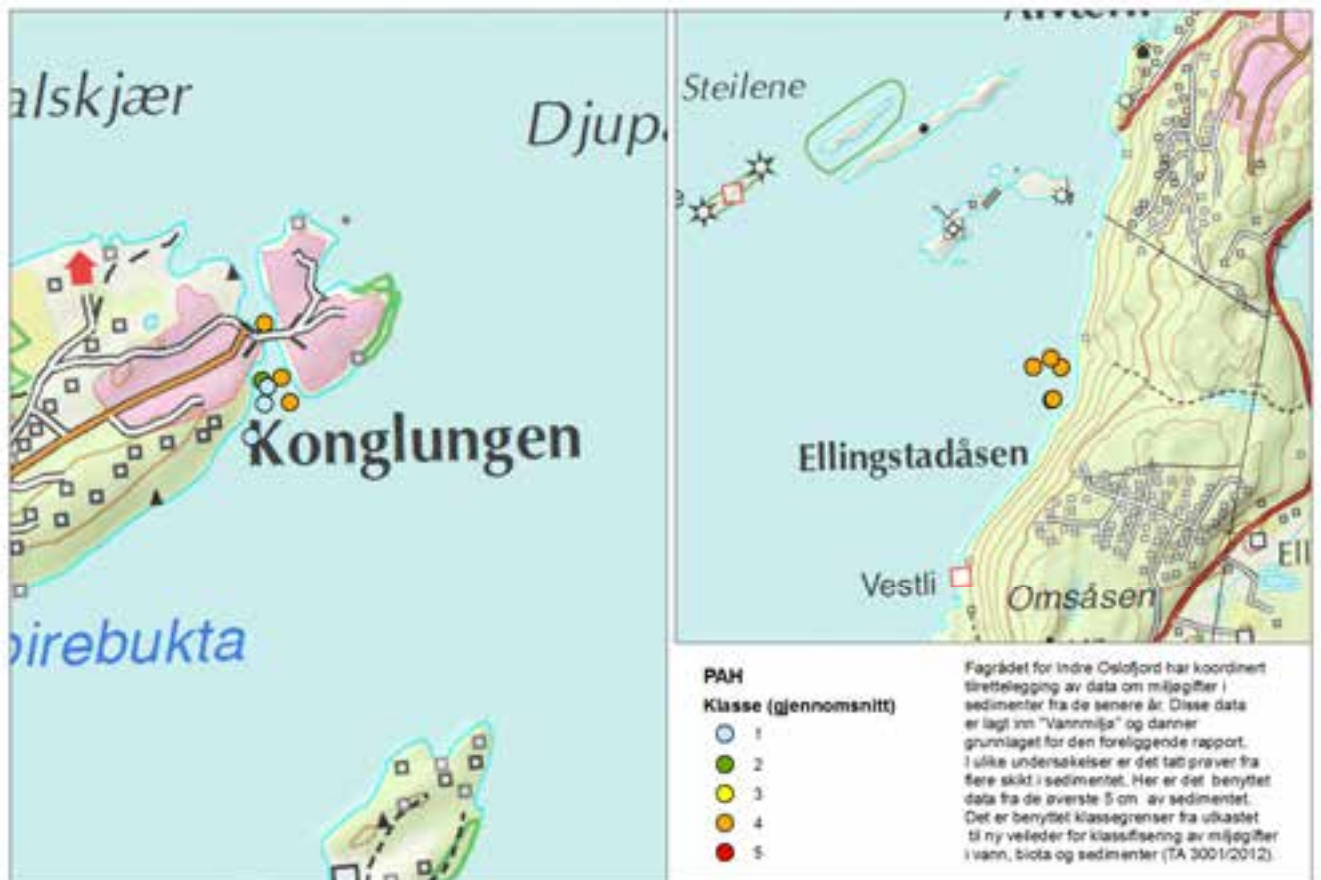 alskjær
Djup
Konglungen
irebukta
Steilene
Ellingstadåsen
Vestli
Omsåsen
Ell
PAH
Klasse (gjennomsnitt)
1
2
3
4
5
Fagrådet for Indre Oslofjord har koordinert
tilrettelegging av data om miljøgifter i
sedimenter fra de senere år. Disse data
er lagt inn "Vannmiljø" og danner
grunnlaget for den foreliggende rapport.
I ulike undersøkelser er det tatt prøver fra
flere skikt i sedimentet. Her er det benyttet
data fra de øverste 5 cm av sedimentet.
Det er benyttet klassegrenser fra utkastet
til ny veileder for klassifisering av miljøgifter
i vann, biota og sedimenter (TA 3001/2012).